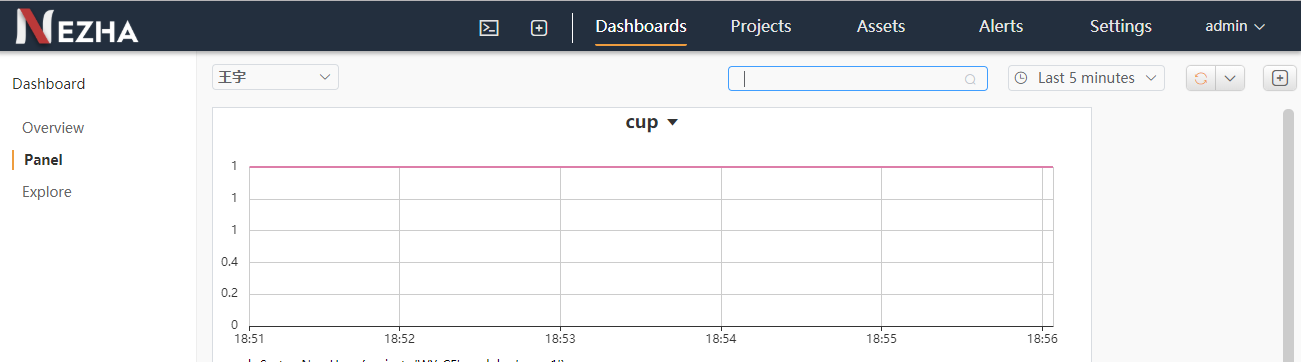 NEZHA
Dashboards Projects Assets Alerts Settings admin
Dashboard
王宇
Last 5 minutes
Overview
Panel
Explore
cup
1
1
1
0.4
0.2
0
18:51 18:52 18:53 18:54 18:55 18:56